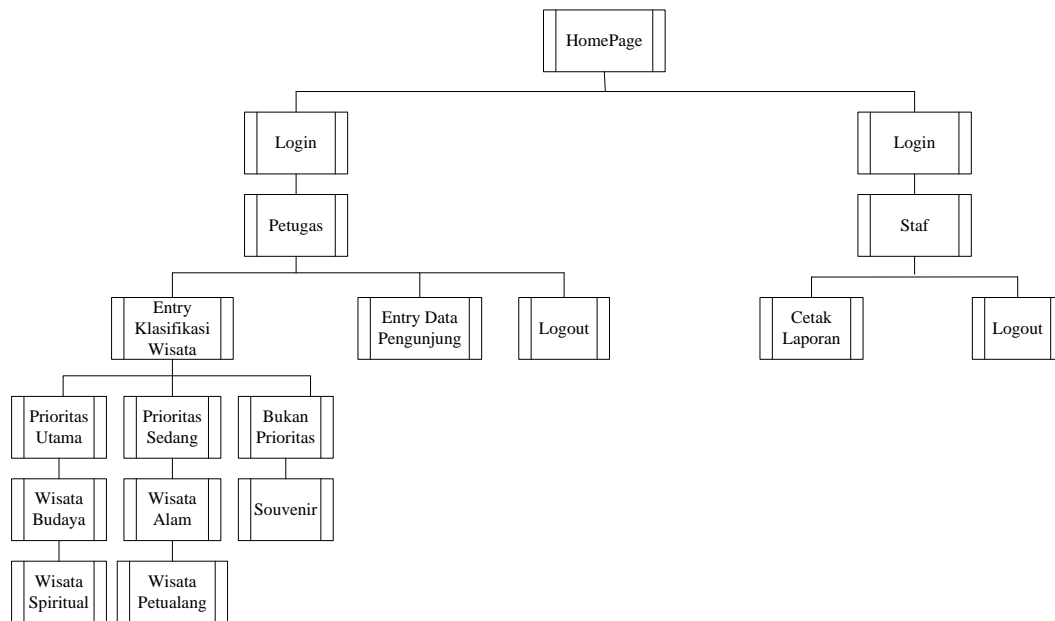 HomePage
Login
Login
Petugas
Staf
Entry
Klasifikasi
Wisata
Entry Data
Pengunjung
Logout
Cetak
Laporan
Logout
Prioritas
Utama
Prioritas
Sedang
Bukan
Prioritas
Wisata
Budaya
Wisata
Alam
Souvenir
Wisata
Spiritual
Wisata
Petualang